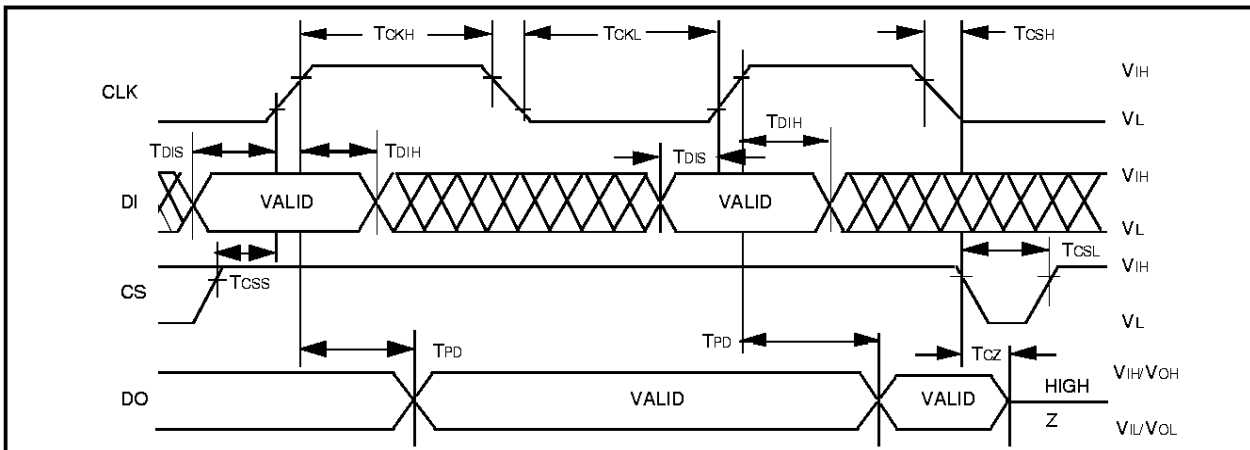 TCKH TCKL TCSH
CLK VIH
VL
TDIS TDIH TDIS TDIH
DI VALID VALID VIH
VL
TCSS TCSL
CS VIH
VL
TPD TPD TCZ
DO VALID VALID HIGH Z VIH/VOH
VIL/VOL